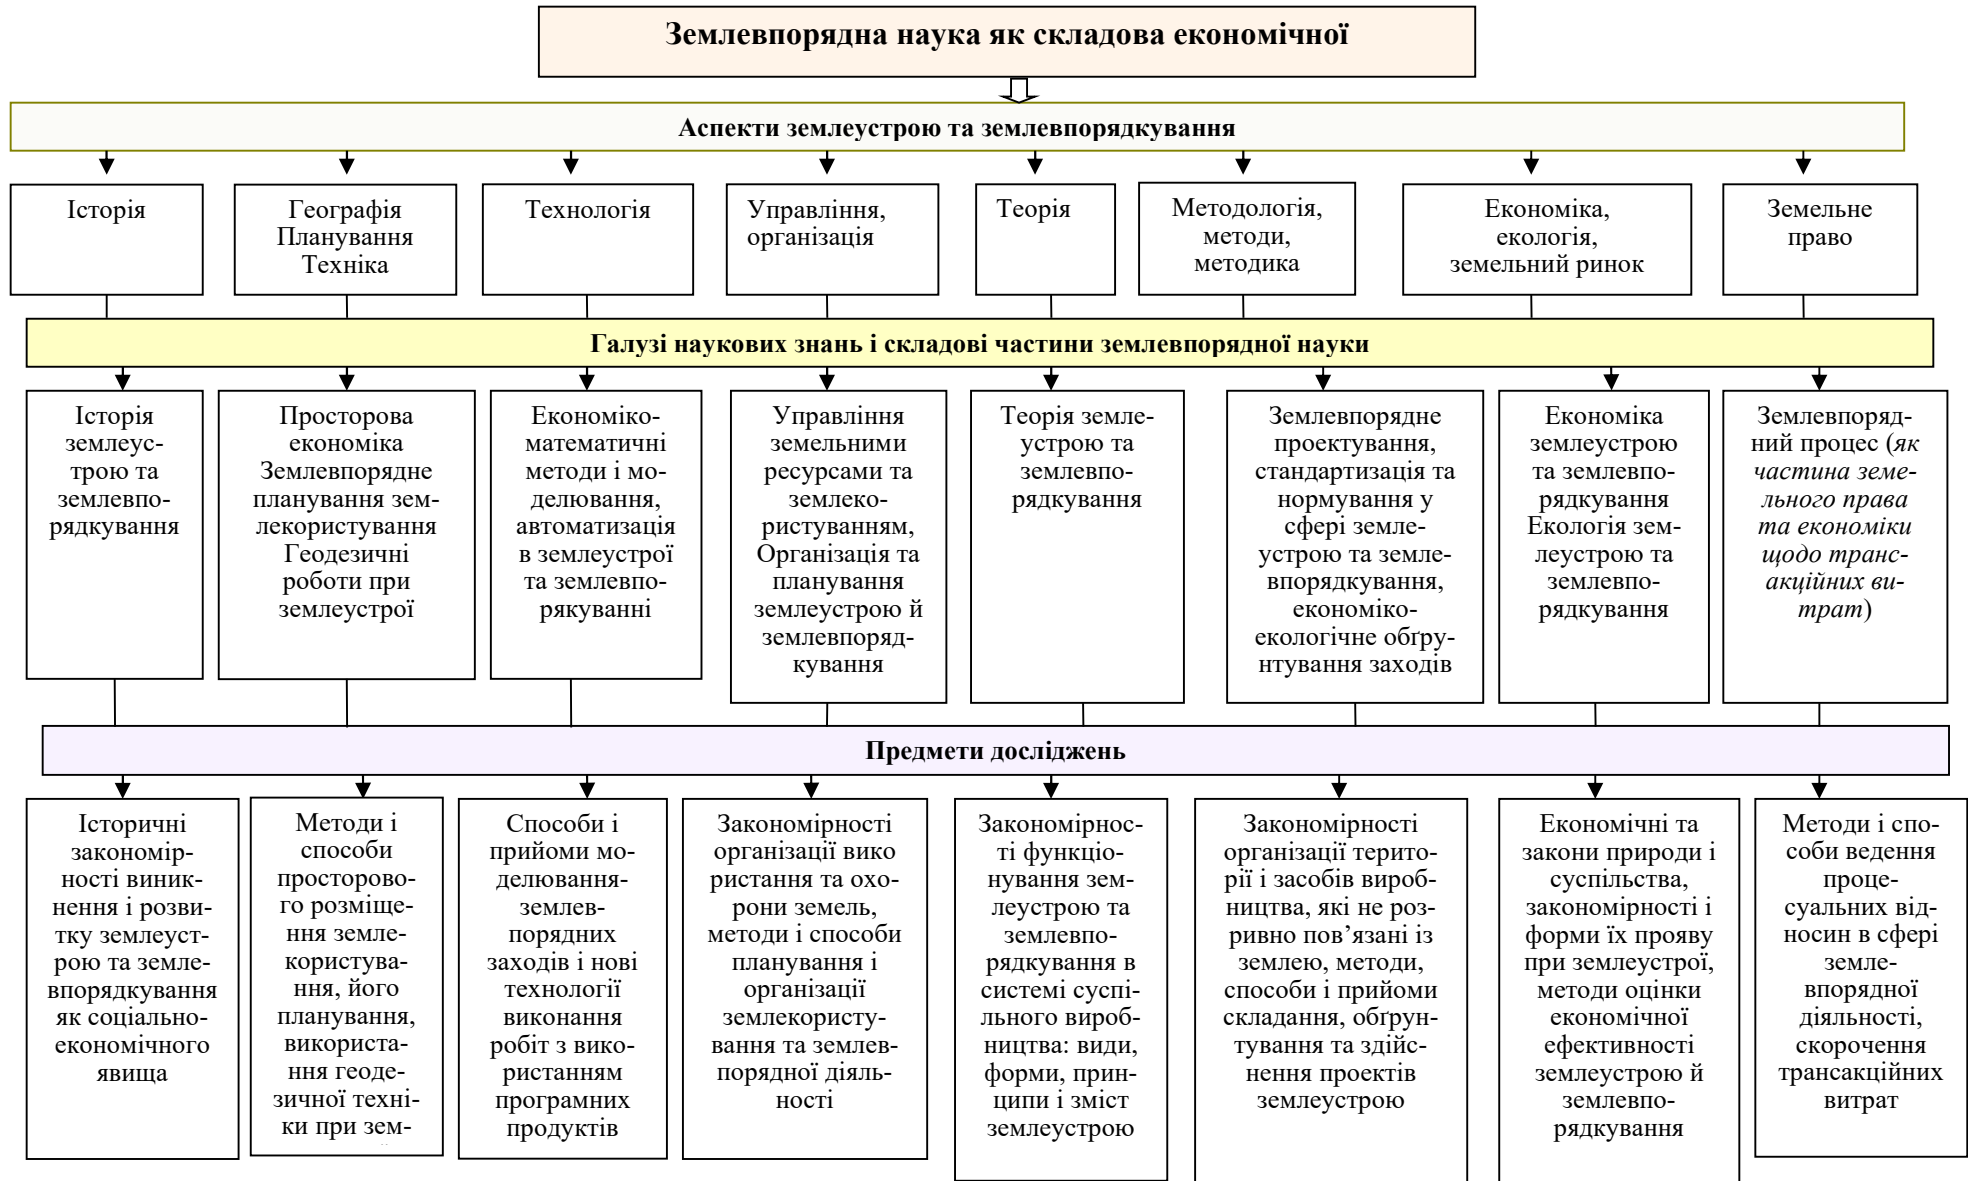 Землевпорядна наука як складова економічної
Аспекти землеустрою та землевпорядкування
Історія
Географія
Планування
Техніка
Технологія
Управління,
організація
Теорія
Методологія,
методи,
методика
Економіка,
екологія,
земельний ринок
Земельне
право
Галузі наукових знань і складові частини землевпорядної науки
Історія
землеус-
трою та
землевпо-
рядкування
Просторова
економіка
Землевпорядне
планування зем-
лекористування
Геодезичні
роботи при
землеустрої
Економіко-
математичні
методи і мо-
делювання,
автоматизація
в землеустрої
та землевпо-
рякуванні
Управління
земельними
ресурсами та
землеко-
ристуванням,
Організація та
планування
землеустрою й
землевпоряд-
кування
Теорія земле-
устрою та
землевпо-
рядкування
Землевпорядне
проектування,
стандартизація та
нормування у
сфері земле-
устрою та земле-
впорядкування,
економіко-
екологічне обґру-
нтування заходів
Економіка
землеустрою
та землевпо-
рядкування
Екологія зем-
леустрою та
землевпо-
рядкування
Землевпоряд-
ний процес (як
частина земе-
льного права
та економіки
щодо транс-
акційних ви-
трат)
Предмети досліджень
Історичні
закономір-
ності виник-
нення і розви-
тку землеуст-
рою та земле-
впорядкування
як соціально-
економічного
явища
Методи і
способи
просторово-
го розміще-
ння земле-
користува-
ння, його
планування,
використа-
ння геоде-
зичної техні-
ки при зем-
Способи і
прийоми мо-
делювання-
землев-
порядних
заходів і нові
технології
виконання
робіт з вико-
ристанням
програмних
продуктів
Закономірності
організації вико
ристання та охо-
рони земель,
методи і способи
планування і
організації
землекористу-
вання та землев-
порядної діяль-
ності
Закономірнос-
ті функціо-
нування зем-
леустрою та
землевпо-
рядкування в
системі суспі-
льного вироб-
ництва: види,
форми, прин-
ципи і зміст
землеустрою
Закономірності
організації терито-
рії і засобів вироб-
ництва, які не роз-
ривно пов’язані із
землею, методи,
способи і прийоми
складання, обґрун-
тування та здійс-
нення проектів
землеустрою
Економічні та
закони природи і
суспільства,
закономірності і
форми їх прояву
при землеустрої,
методи оцінки
економічної
ефективності
землеустрою й
землевпо-
рядкування
Методи і спо-
соби ведення
проце-
суальних від-
носин в сфері
земле-
впорядної
діяльності,
скорочення
трансакційних
витрат